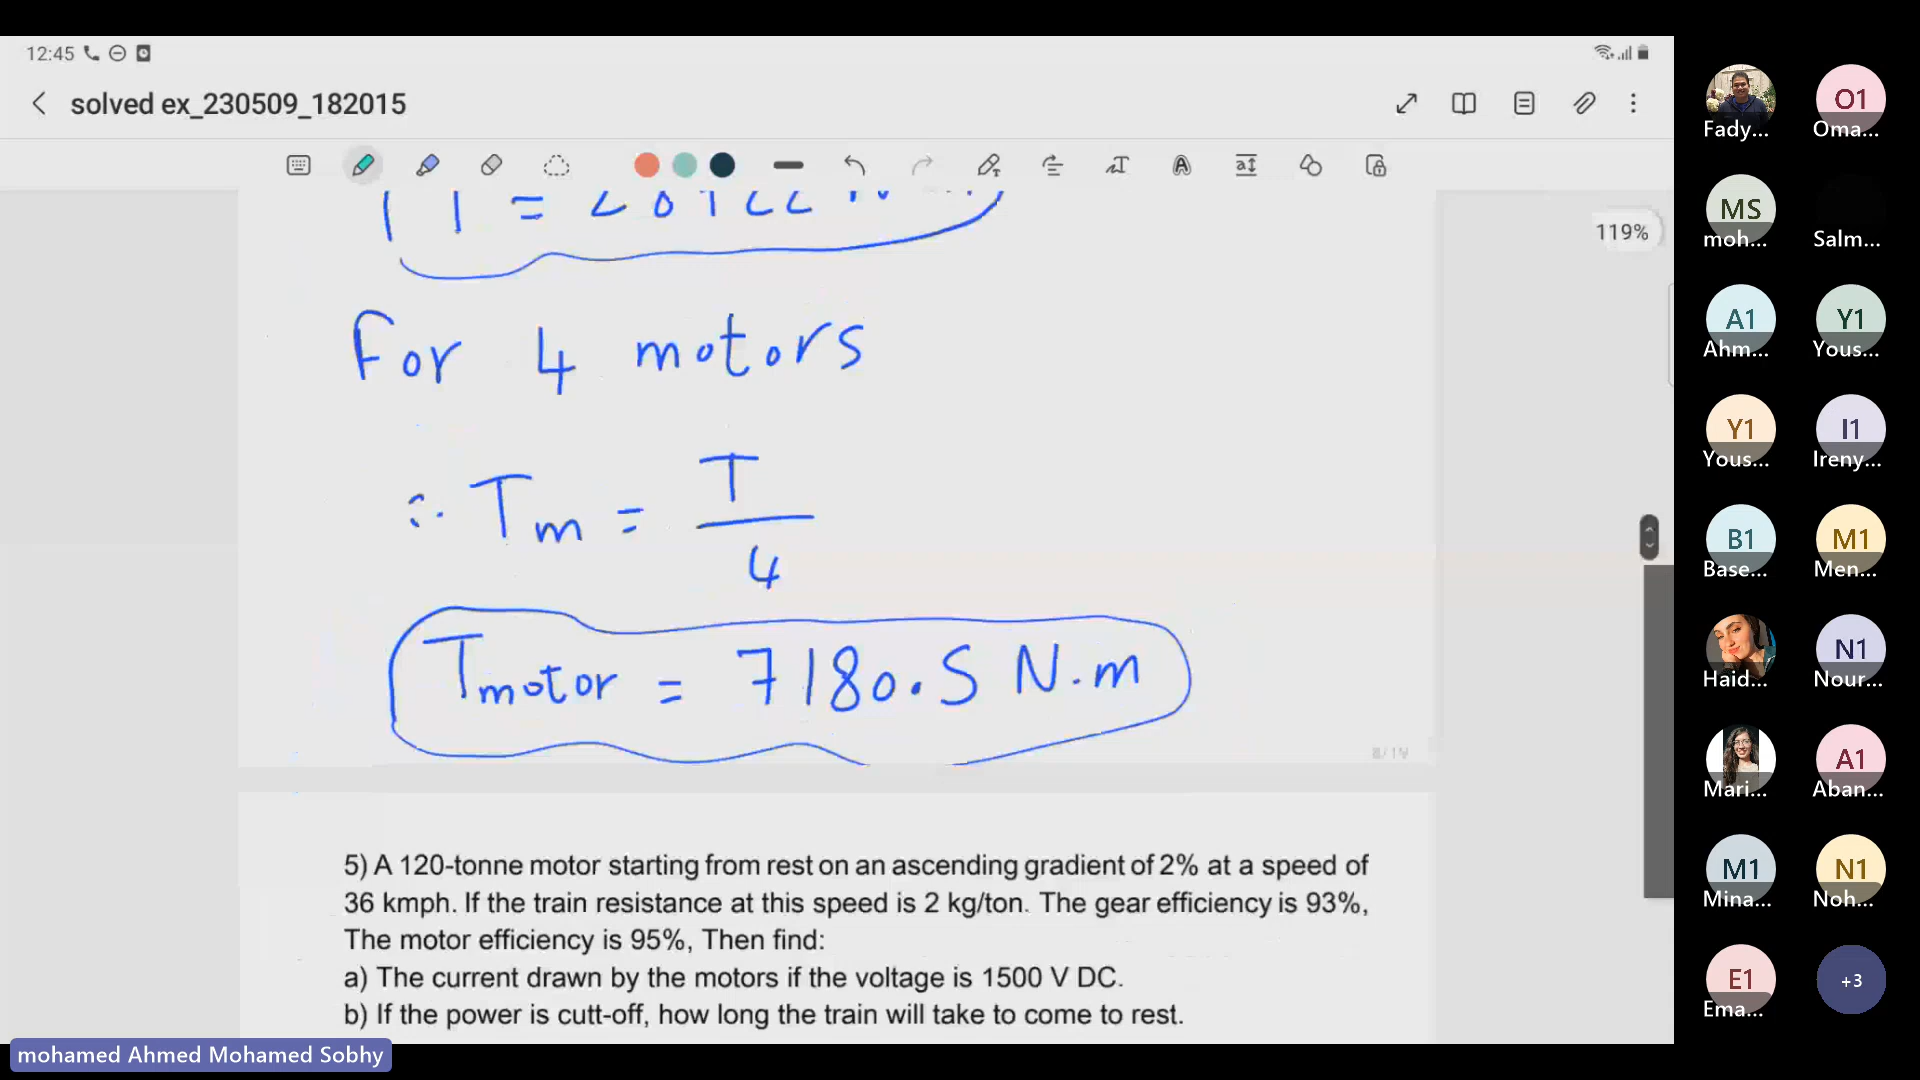 12:45
solved ex_230509_182015
119%
For 4 motors
∴ Tm = T
4
Tmotor = 7180.5 N.m
8/19
5) A 120-tonne motor starting from rest on an ascending gradient of 2% at a speed of
36 kmph. If the train resistance at this speed is 2 kg/ton. The gear efficiency is 93%,
The motor efficiency is 95%, Then find:
a) The current drawn by the motors if the voltage is 1500 V DC.
b) If the power is cutt-off, how long the train will take to come to rest.
mohamed Ahmed Mohamed Sobhy
Fady...
O1
Oma...
MS
moh...
Salm...
A1
Ahm...
Y1
Yous...
Y1
Yous...
I1
Ireny...
B1
Base...
M1
Men...
Haid...
N1
Nour...
Mari...
A1
Aban...
M1
Mina...
N1
Noh...
E1
Ema...
+3